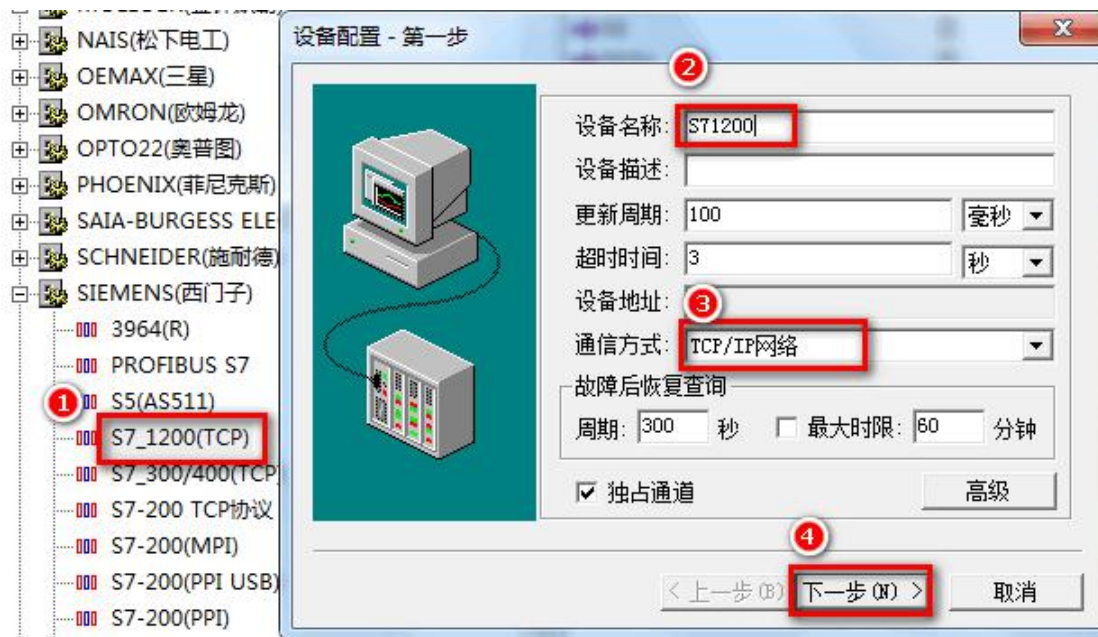 NAIS(松下电工)
OEMAX(三星)
OMRON(欧姆龙)
OPTO22(奥普图)
PHOENIX(菲尼克斯)
SAIA-BURGESS ELE
SCHNEIDER(施耐德)
SIEMENS(西门子)
3964(R)
PROFIBUS S7
1
S5(AS511)
S7_1200(TCP)
S7_300/400(TCP
S7-200 TCP协议
S7-200(MPI)
S7-200(PPI USB)
S7-200(PPI)
设备配置 - 第一步
2
设备名称: S71200
设备描述:
更新周期: 100 毫秒
超时时间: 3 秒
设备地址:
3
通信方式: TCP/IP网络
故障后恢复查询
周期: 300 秒 最大时限: 60 分钟
独占通道 高级
4
< 上一步(B) 下一步(N) > 取消